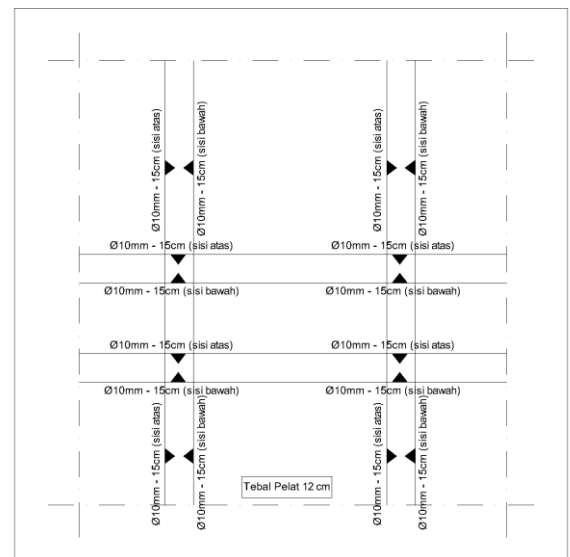 Ø10mm - 15cm (sisi atas)
Ø10mm - 15cm (sisi bawah)
Ø10mm - 15cm (sisi atas)
Ø10mm - 15cm (sisi bawah)
Ø10mm - 15cm (sisi atas)
Ø10mm - 15cm (sisi atas)
Ø10mm - 15cm (sisi bawah)
Ø10mm - 15cm (sisi bawah)
Ø10mm - 15cm (sisi atas)
Ø10mm - 15cm (sisi atas)
Ø10mm - 15cm (sisi bawah)
Ø10mm - 15cm (sisi bawah)
Ø10mm - 15cm (sisi atas)
Ø10mm - 15cm (sisi bawah)
Ø10mm - 15cm (sisi atas)
Ø10mm - 15cm (sisi bawah)
Tebal Pelat 12 cm